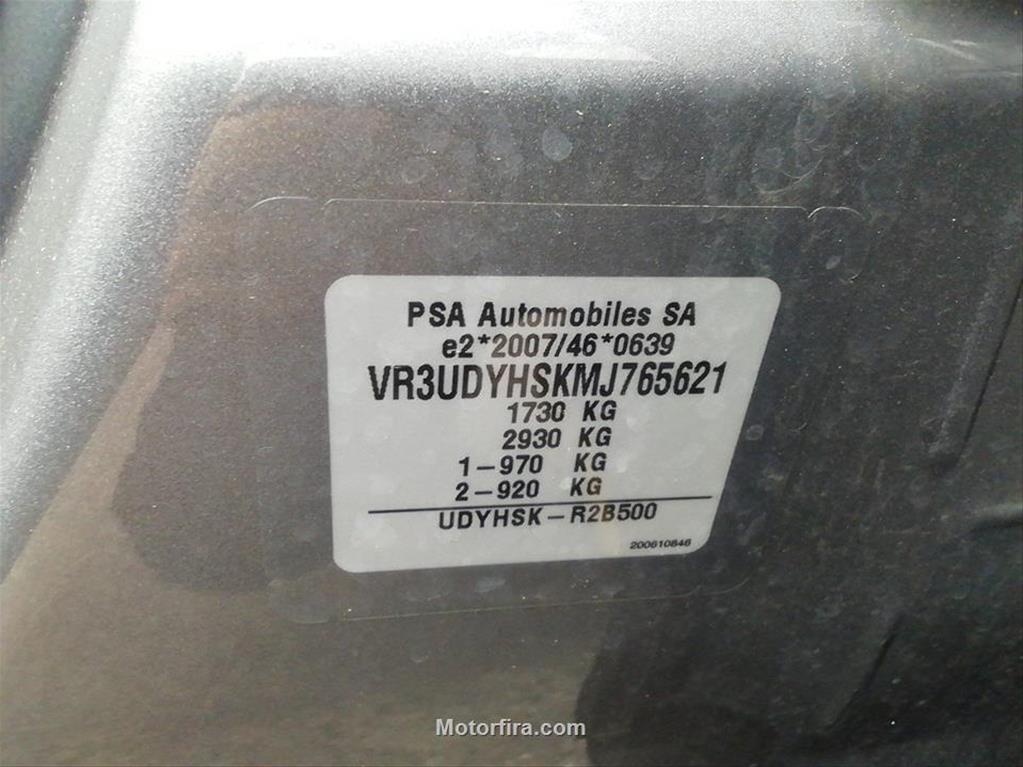 PSA Automobiles SA
e2*2007/46*0639
VR3UDYHSKMJ765621
1730 KG
2930 KG
1-970 KG
2-920 KG
UDYHSK-R2B500
200610846
Motorfira.com